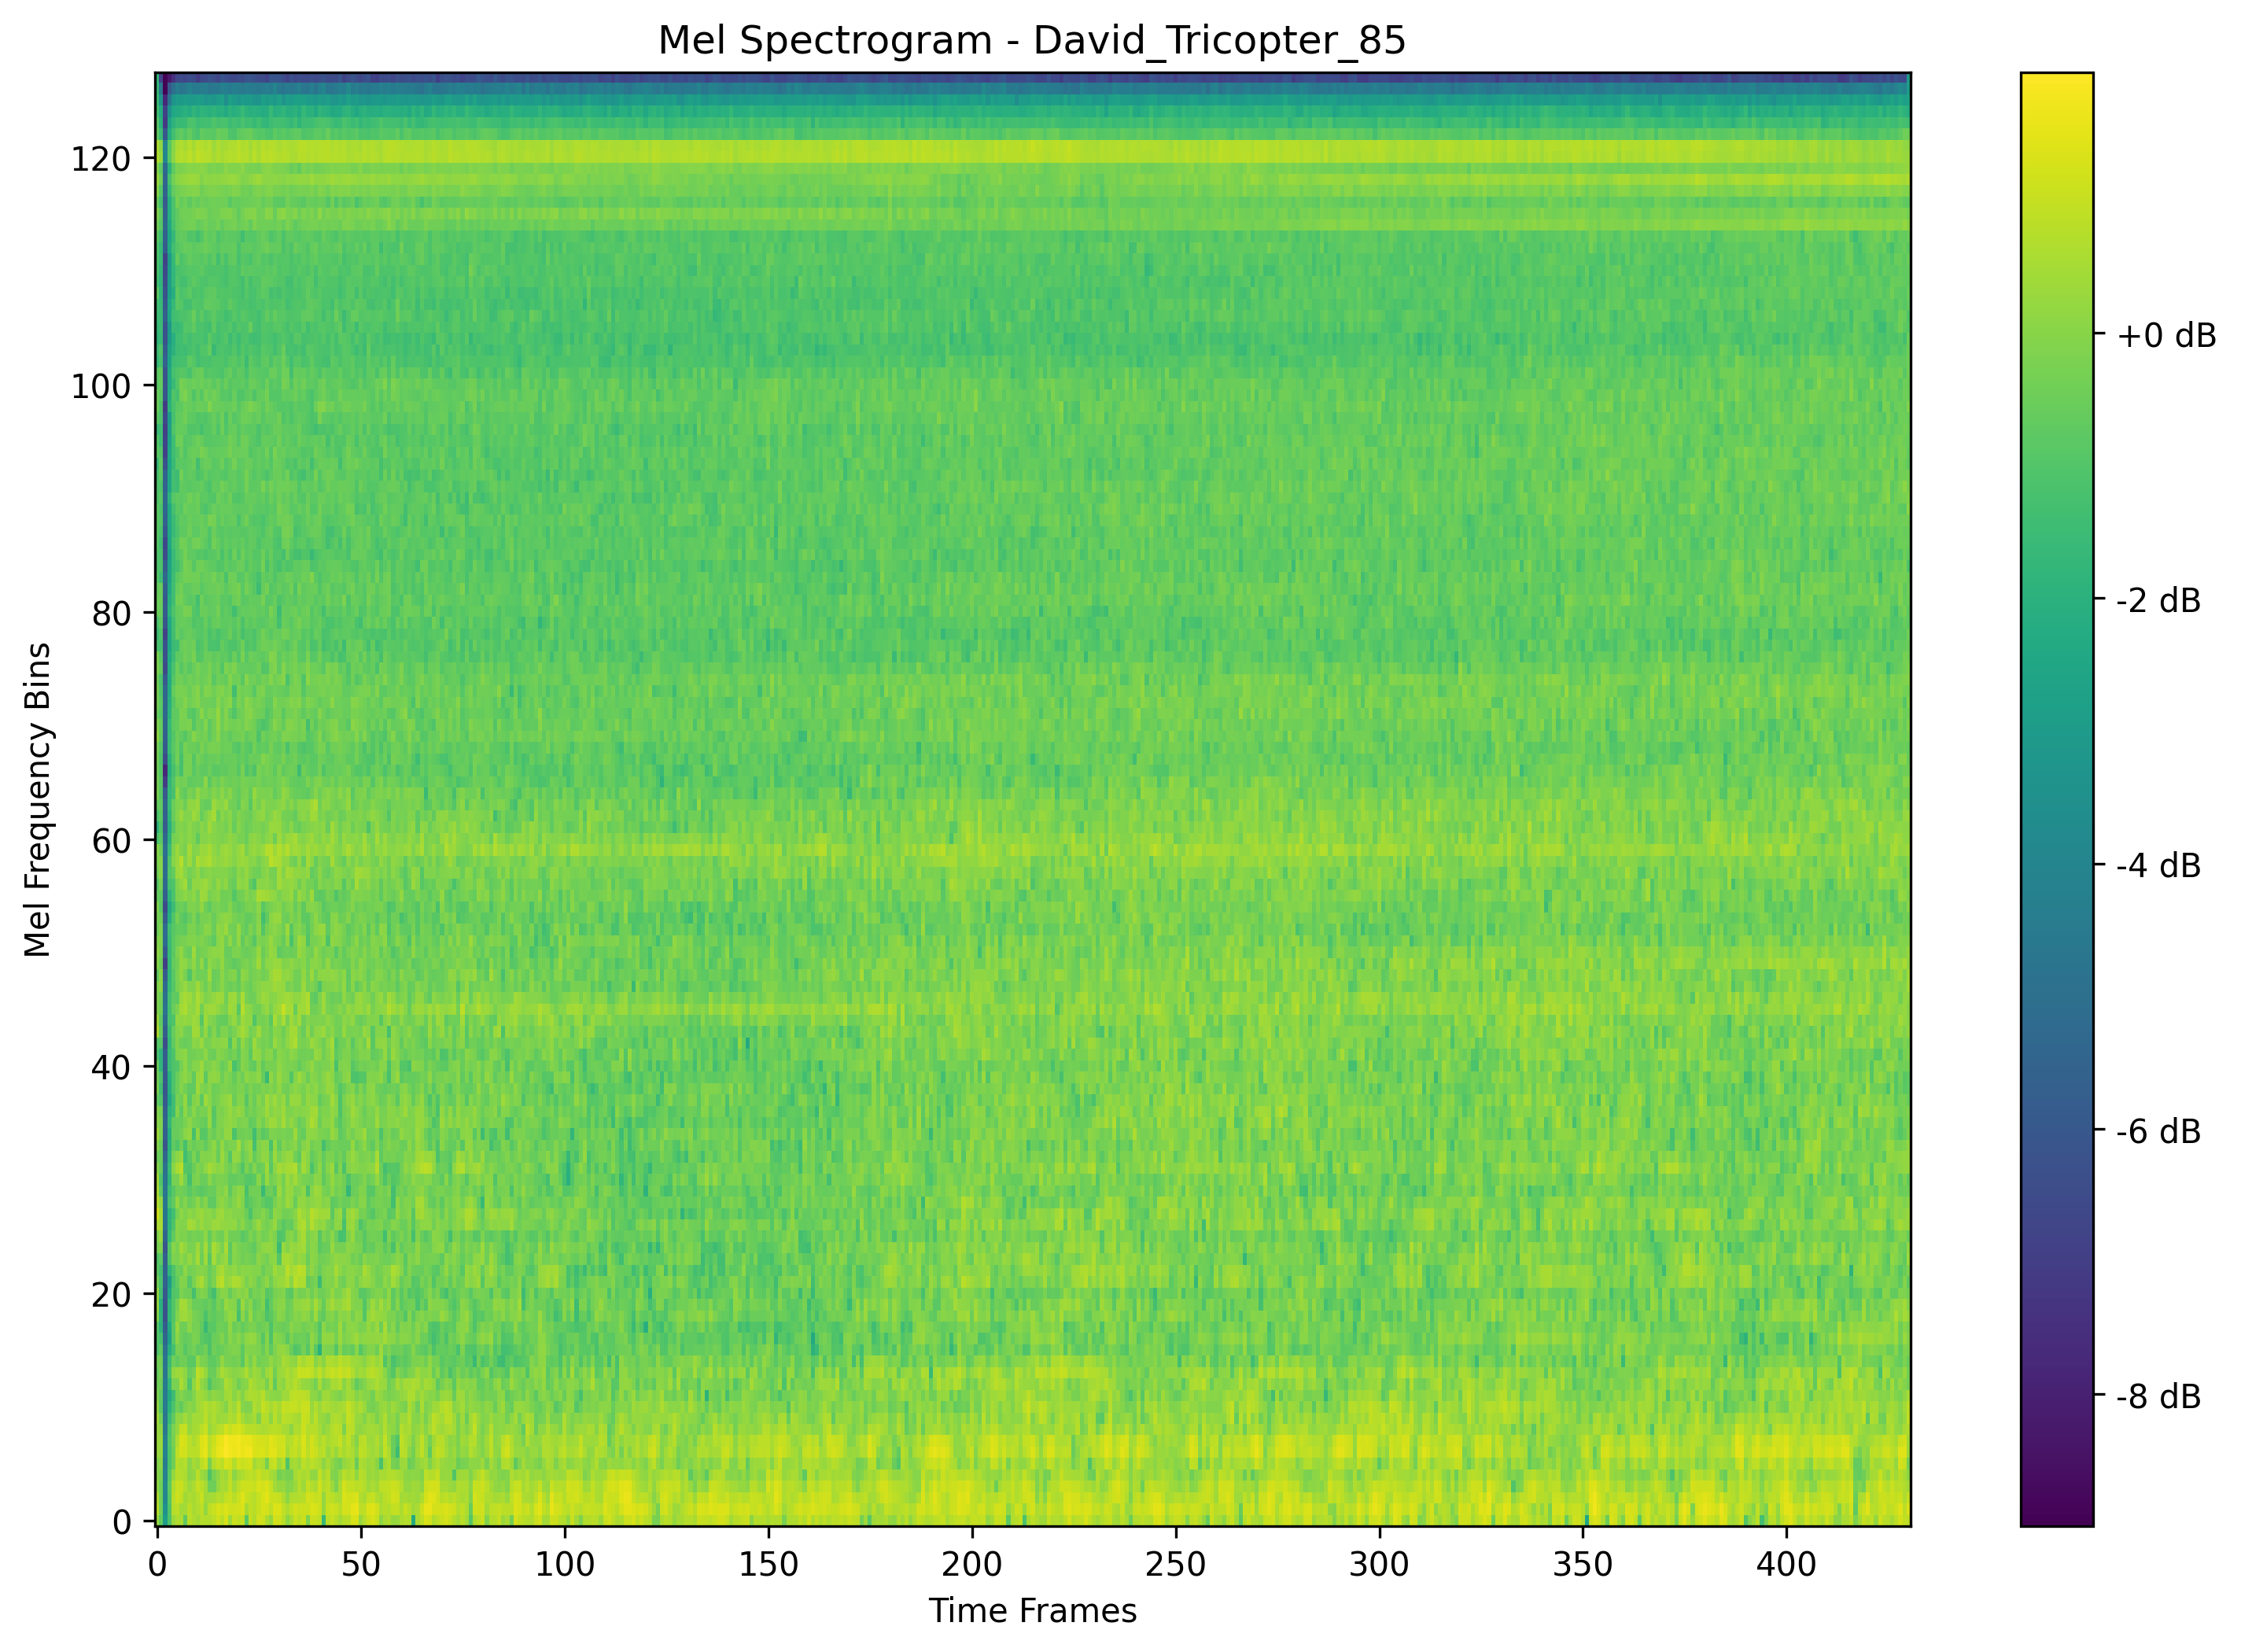 Mel Spectrogram - David_Tricopter_85
Mel Frequency Bins
120
100
80
60
40
20
0
0 50 100 150 200 250 300 350 400
Time Frames
+0 dB
-2 dB
-4 dB
-6 dB
-8 dB